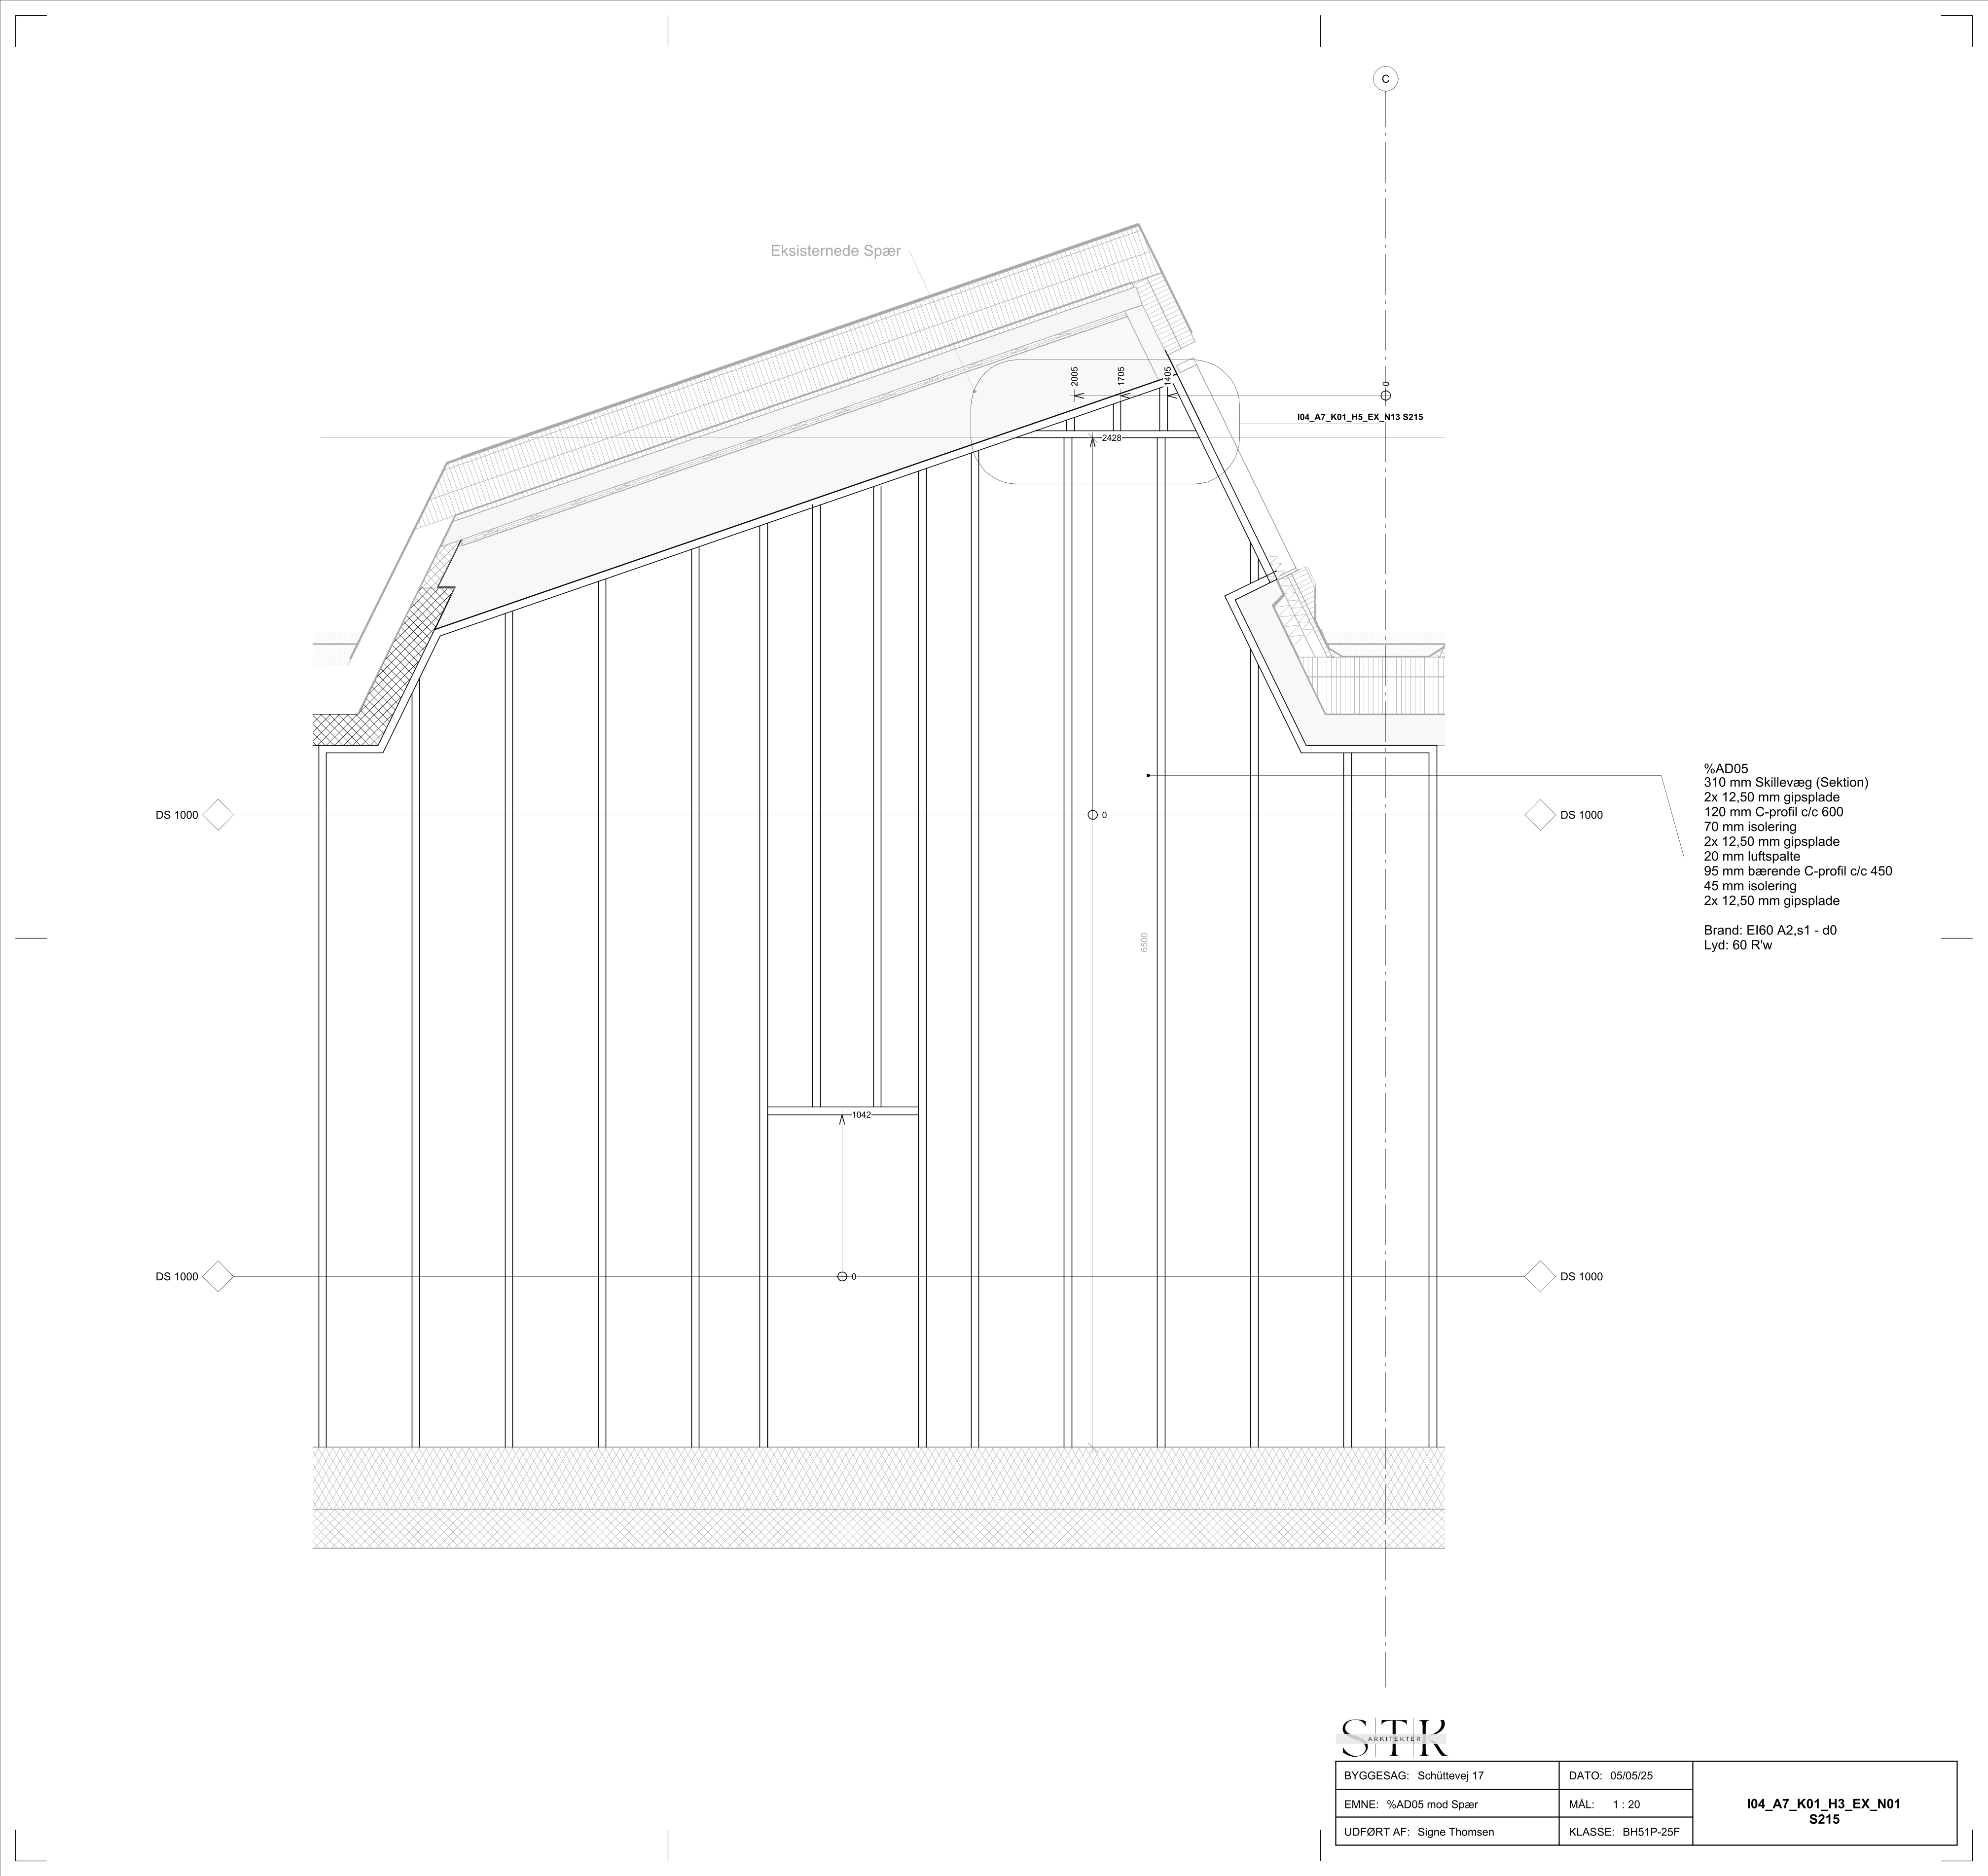 C
Eksisternede Spær
2005
1705
1405
0
I04_A7_K01_H5_EX_N13 S215
2428
%AD05
310 mm Skillevæg (Sektion)
2x 12,50 mm gipsplade
120 mm C-profil c/c 600
70 mm isolering
2x 12,50 mm gipsplade
20 mm luftspalte
95 mm bærende C-profil c/c 450
45 mm isolering
2x 12,50 mm gipsplade
Brand: EI60 A2,s1 - d0
Lyd: 60 R'w
DS 1000
0
DS 1000
6500
1042
DS 1000
0
DS 1000
STK
ARKITEKTER
BYGGESAG: Schüttevej 17
DATO: 05/05/25
EMNE: %AD05 mod Spær
MÅL: 1 : 20
UDFØRT AF: Signe Thomsen
KLASSE: BH51P-25F
I04_A7_K01_H3_EX_N01
S215